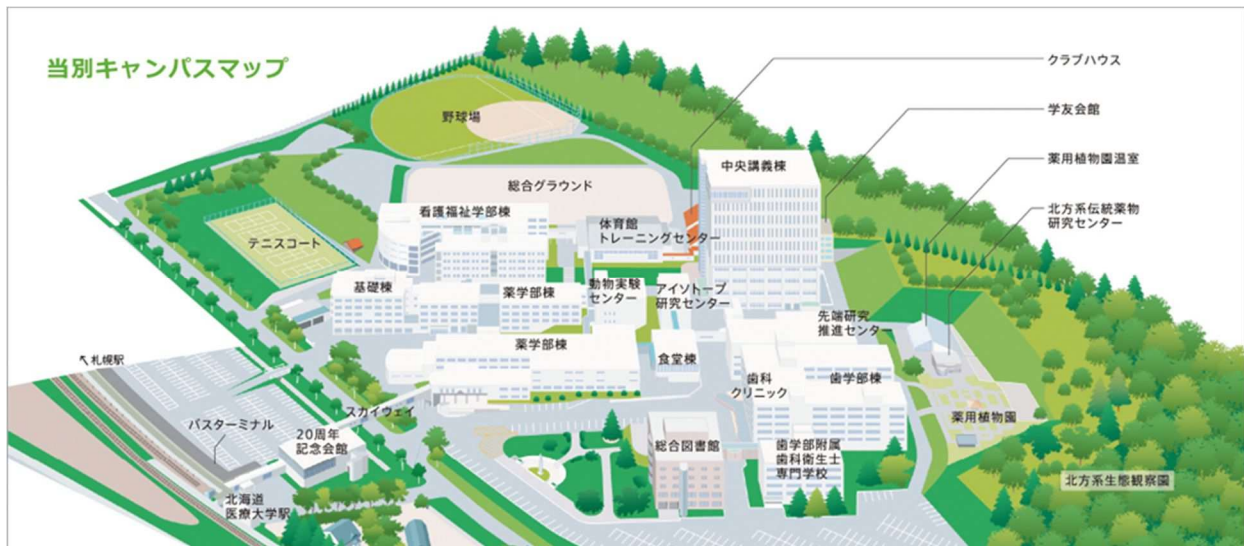 当別キャンパスマップ
クラブハウス
学友会館
薬用植物園温室
北方系伝統薬物
研究センター
野球場
中央講義棟
総合グラウンド
看護福祉学部棟
体育館
トレーニングセンター
テニスコート
基礎棟
薬学部棟
動物実験
センター
アイソトープ
研究センター
先端研究
推進センター
薬学部棟
食堂棟
歯科
クリニック
歯学部棟
↖札幌駅
スカイウェイ
バスターミナル
20周年
記念会館
総合図書館
歯学部附属
歯科衛生士
専門学校
薬用植物園
北方系生態観察園
北海道
医療大学駅